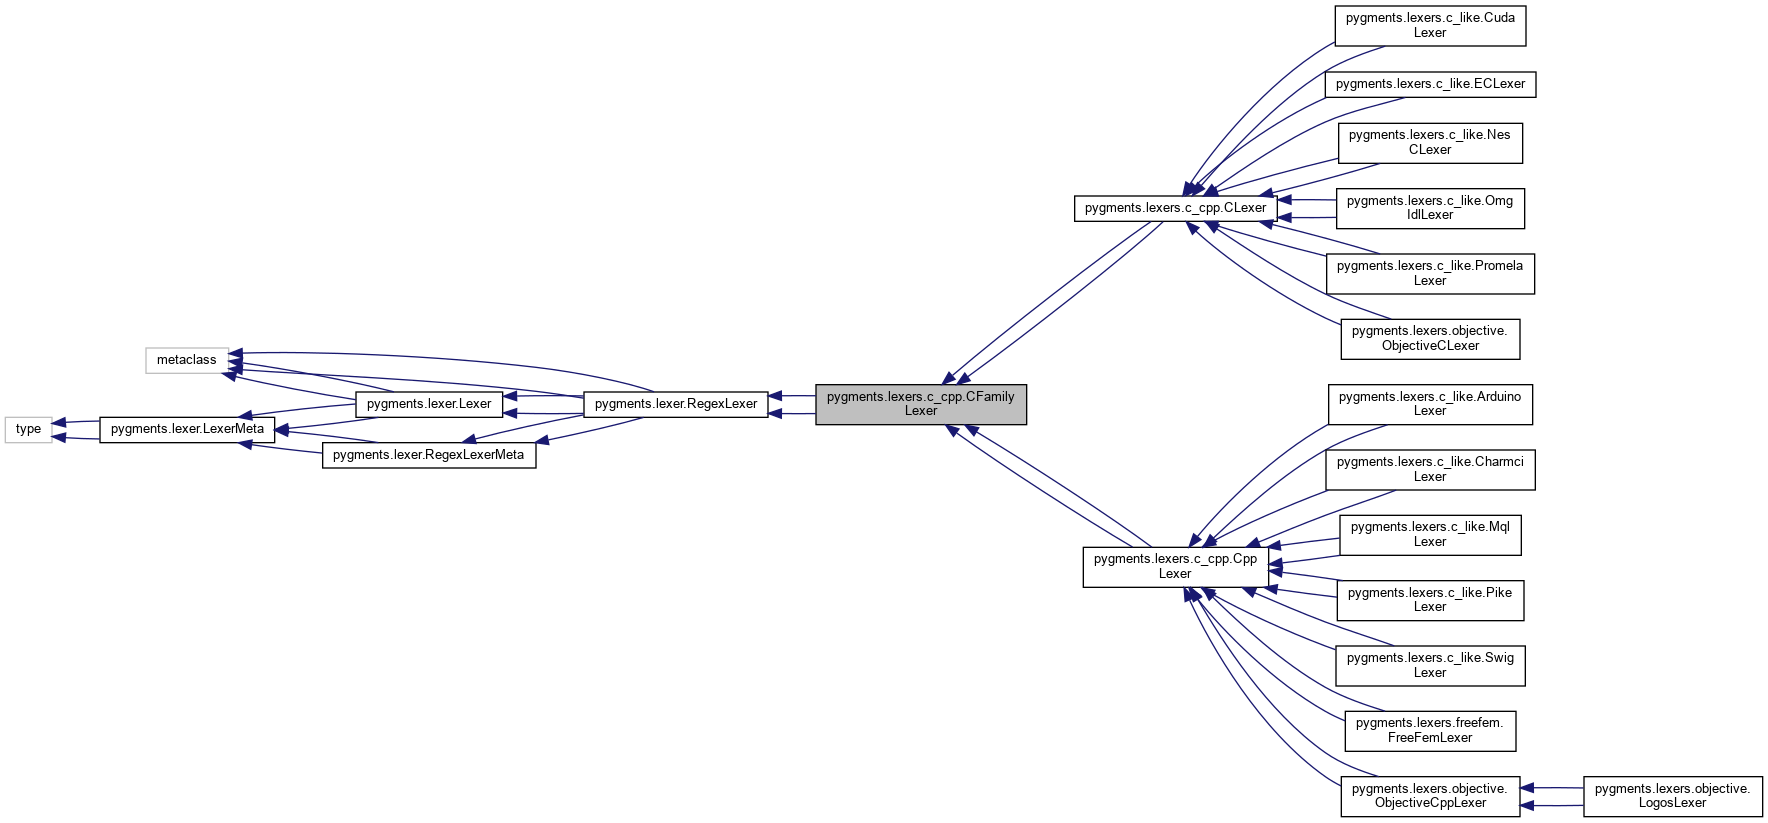 pygments.lexers.c_like.Cuda
Lexer
pygments.lexers.c_like.ECLexer
pygments.lexers.c_like.Nes
CLexer
pygments.lexers.c_cpp.CLexer
pygments.lexers.c_like.Omg
IdlLexer
pygments.lexers.c_like.Promela
Lexer
pygments.lexers.objective.
ObjectiveCLexer
metaclass
pygments.lexer.Lexer
pygments.lexer.RegexLexer
pygments.lexers.c_cpp.CFamily
Lexer
type
pygments.lexer.LexerMeta
pygments.lexer.RegexLexerMeta
pygments.lexers.c_like.Arduino
Lexer
pygments.lexers.c_like.Charmci
Lexer
pygments.lexers.c_like.Mql
Lexer
pygments.lexers.c_cpp.Cpp
Lexer
pygments.lexers.c_like.Pike
Lexer
pygments.lexers.c_like.Swig
Lexer
pygments.lexers.freefem.
FreeFemLexer
pygments.lexers.objective.
ObjectiveCppLexer
pygments.lexers.objective.
LogosLexer